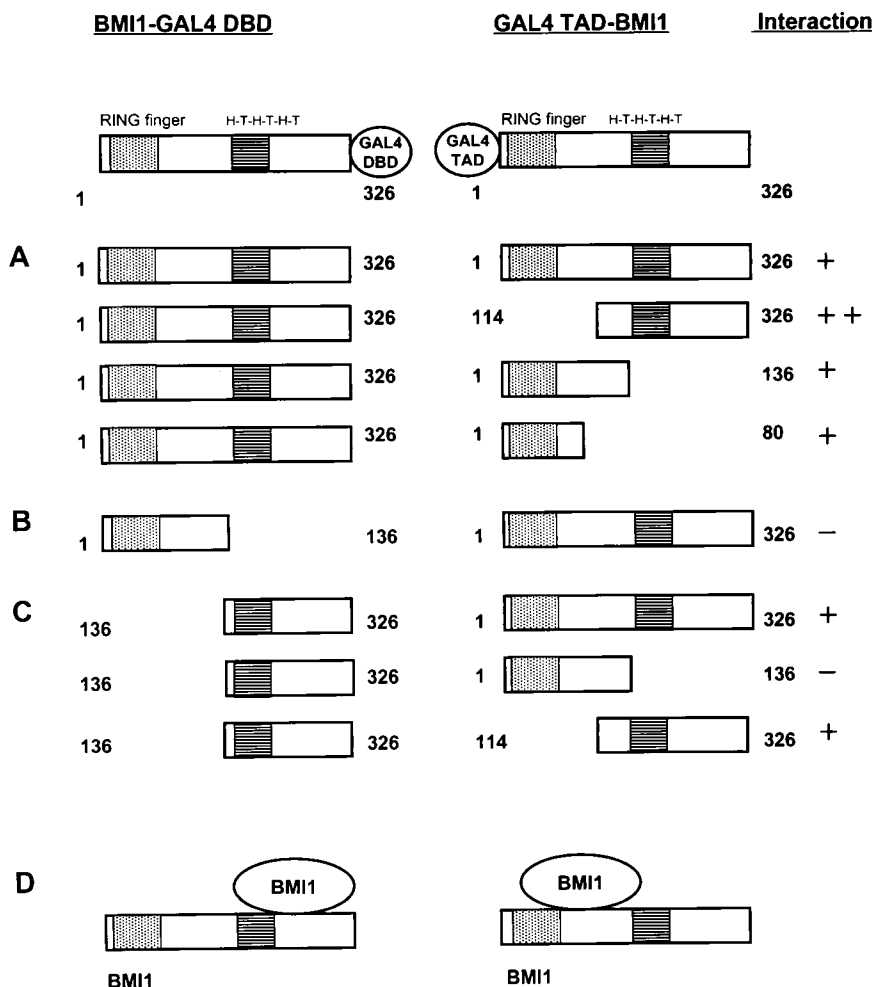 BMI1-GAL4 DBD GAL4 TAD-BMI1 Interaction
RING finger H-T-H-T-H-T RING finger H-T-H-T-H-T
GAL4 DBD GAL4 TAD
1 326 1 326
A 1 326 1 326 +
1 326 114 326 + +
1 326 1 136 +
1 326 1 80 +
B 1 136 1 326 −
C 136 326 1 326 +
136 326 1 136 −
136 326 114 326 +
D BMI1 BMI1
BMI1 BMI1